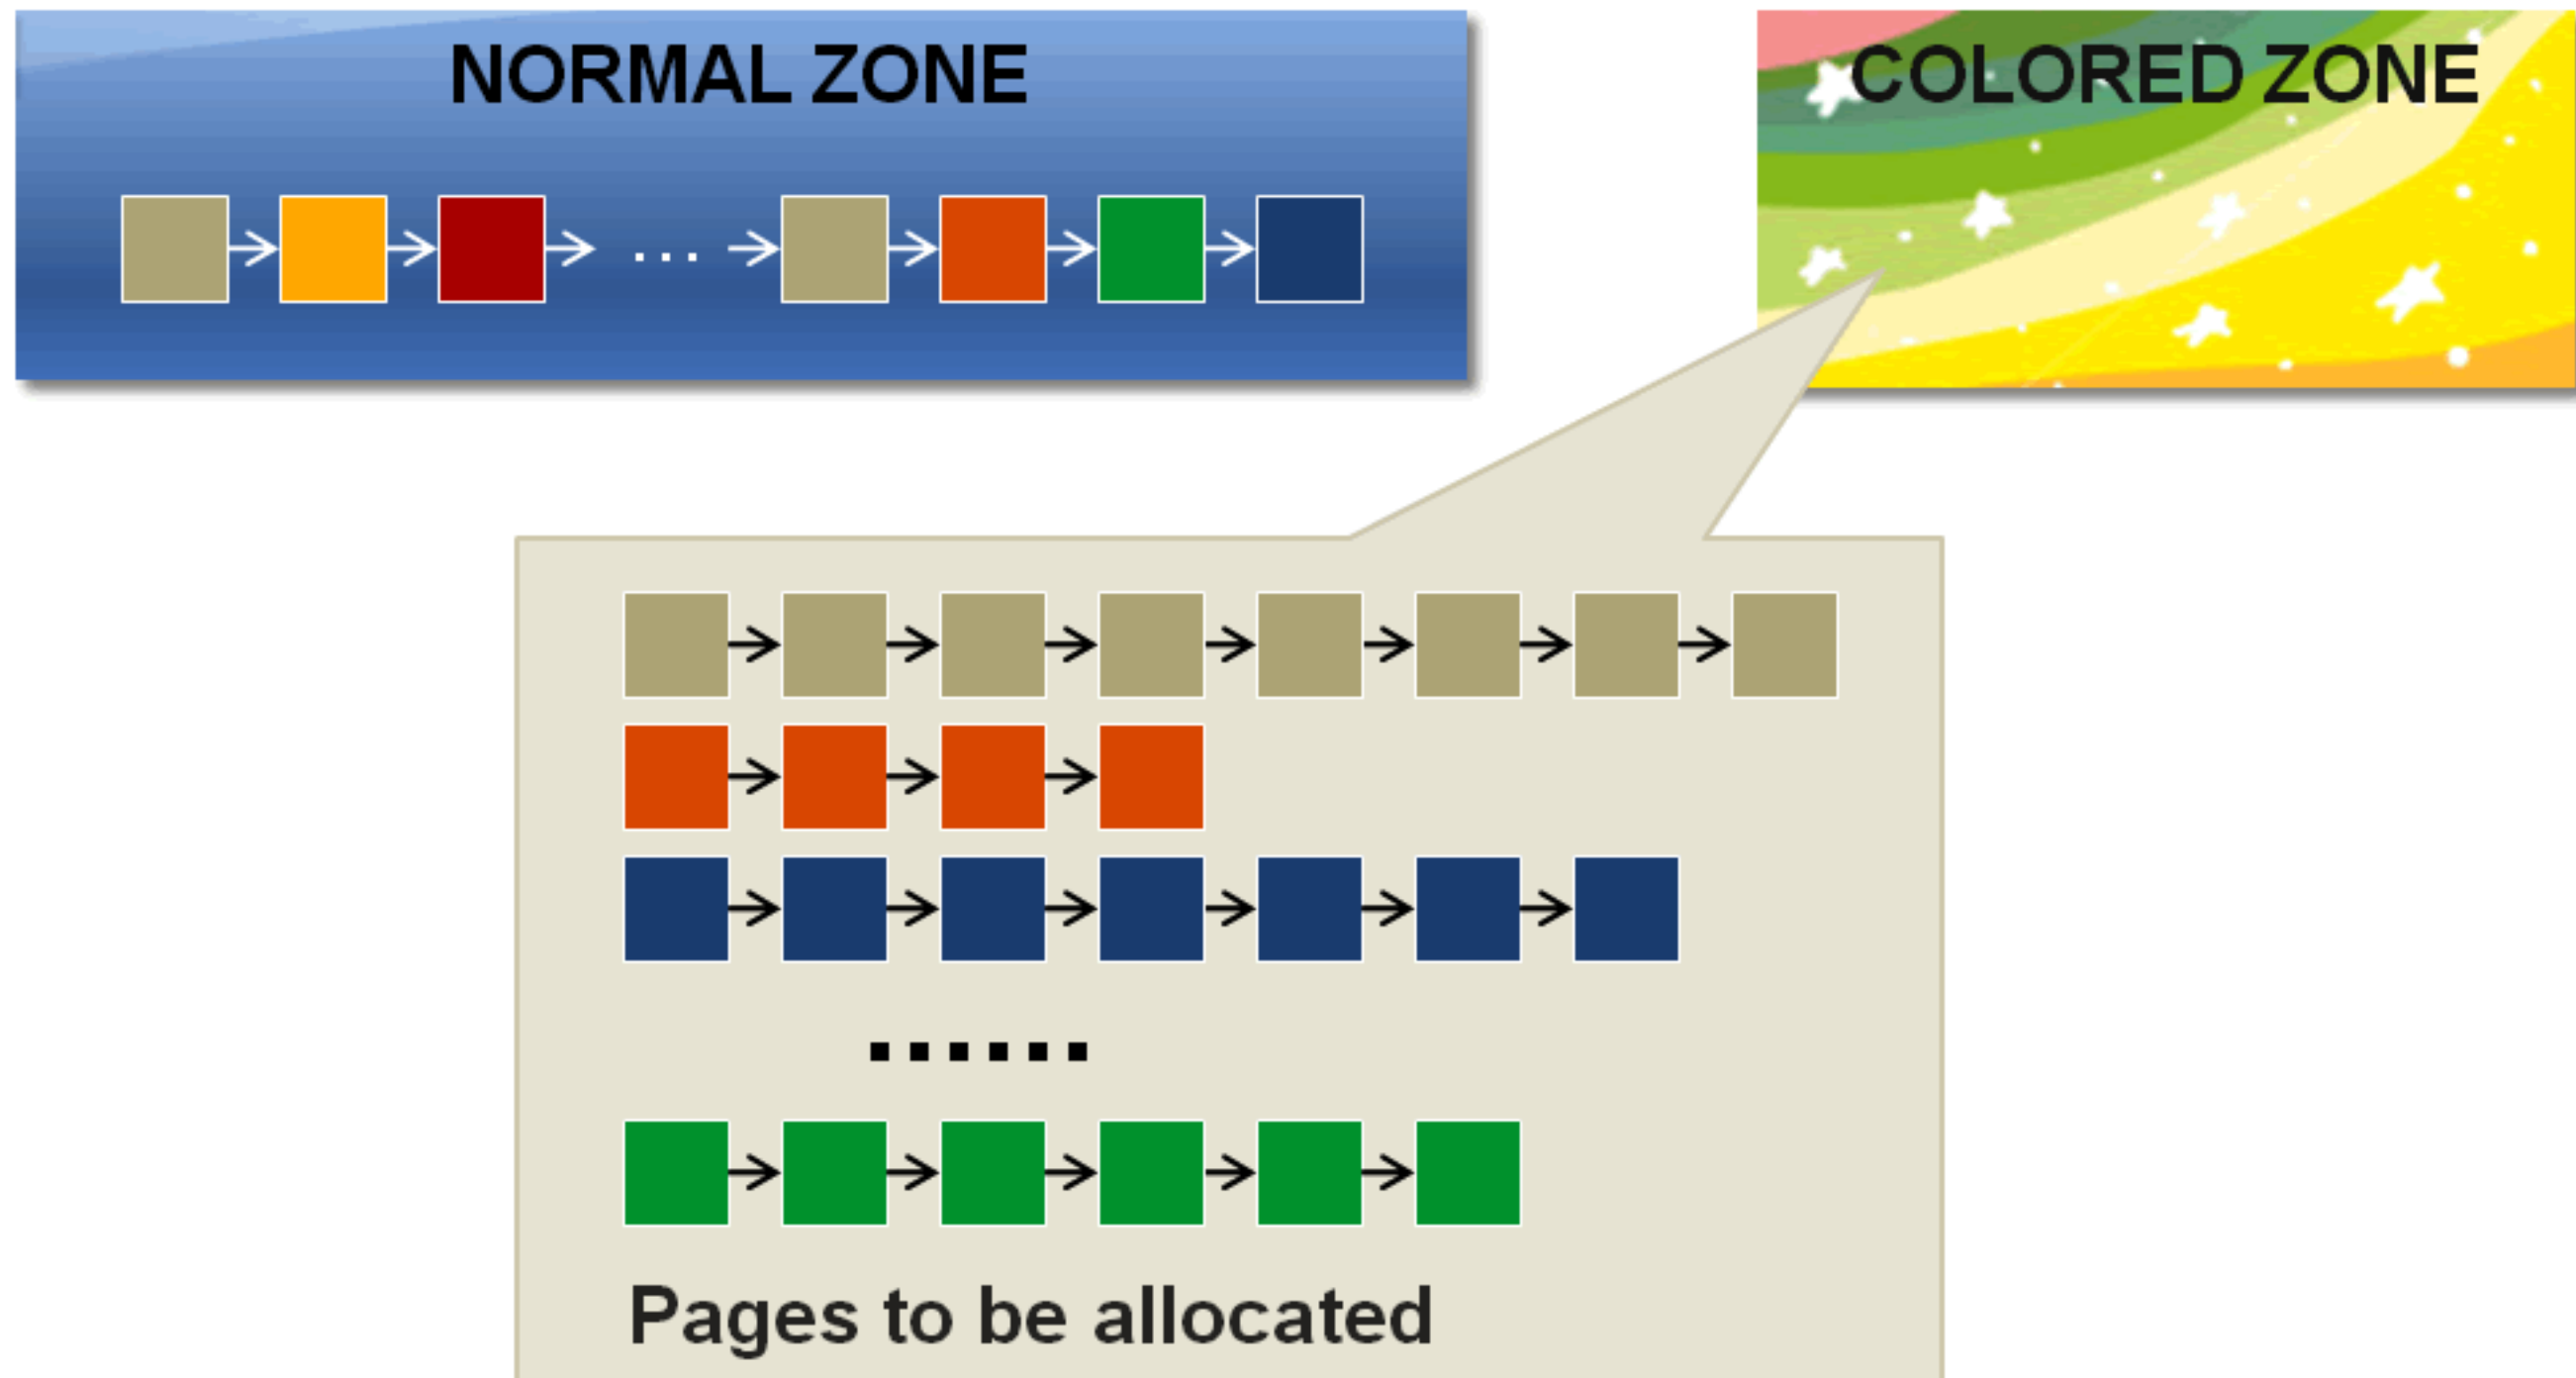 NORMAL ZONE
COLORED ZONE
...
......
Pages to be allocated